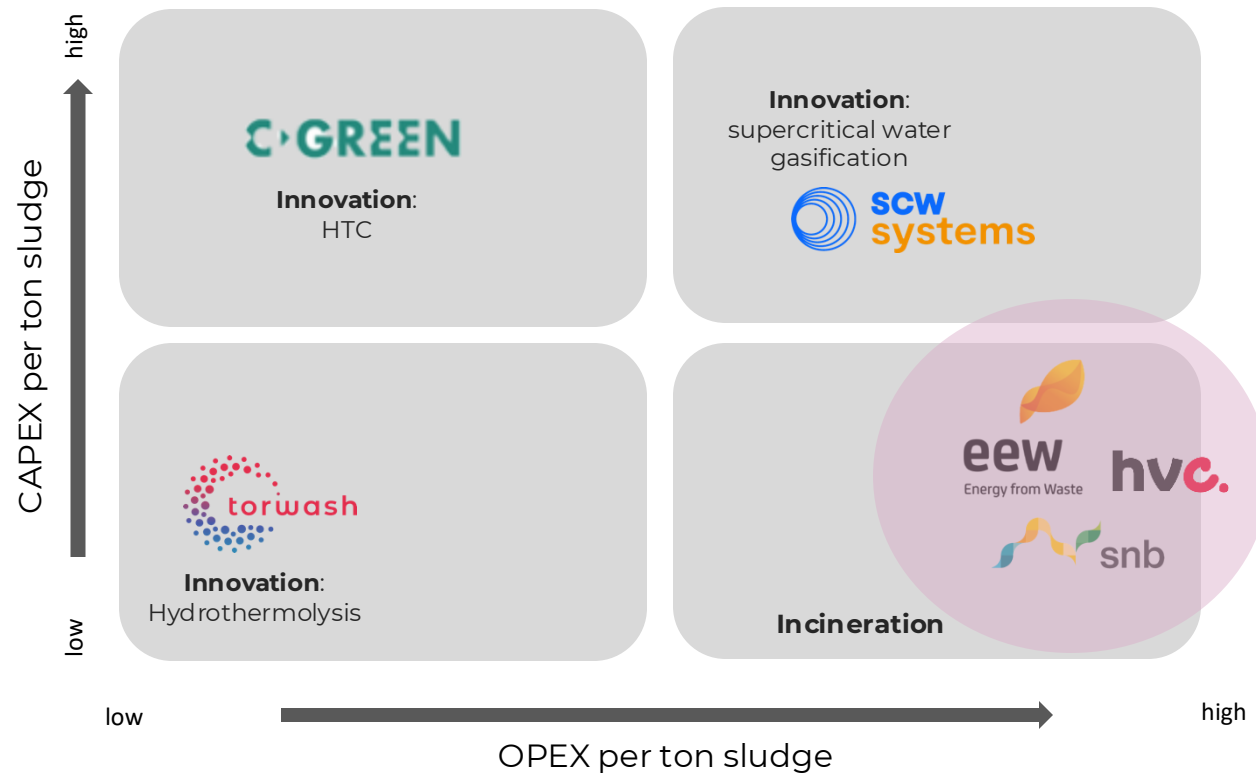 high
CAPEX per ton sludge
low
C GREEN
Innovation:
HTC
Innovation:
supercritical water
gasification
scw
systems
torwash
Innovation:
Hydrothermolysis
eew
Energy from Waste
hvc.
snb
Incineration
low
high
OPEX per ton sludge